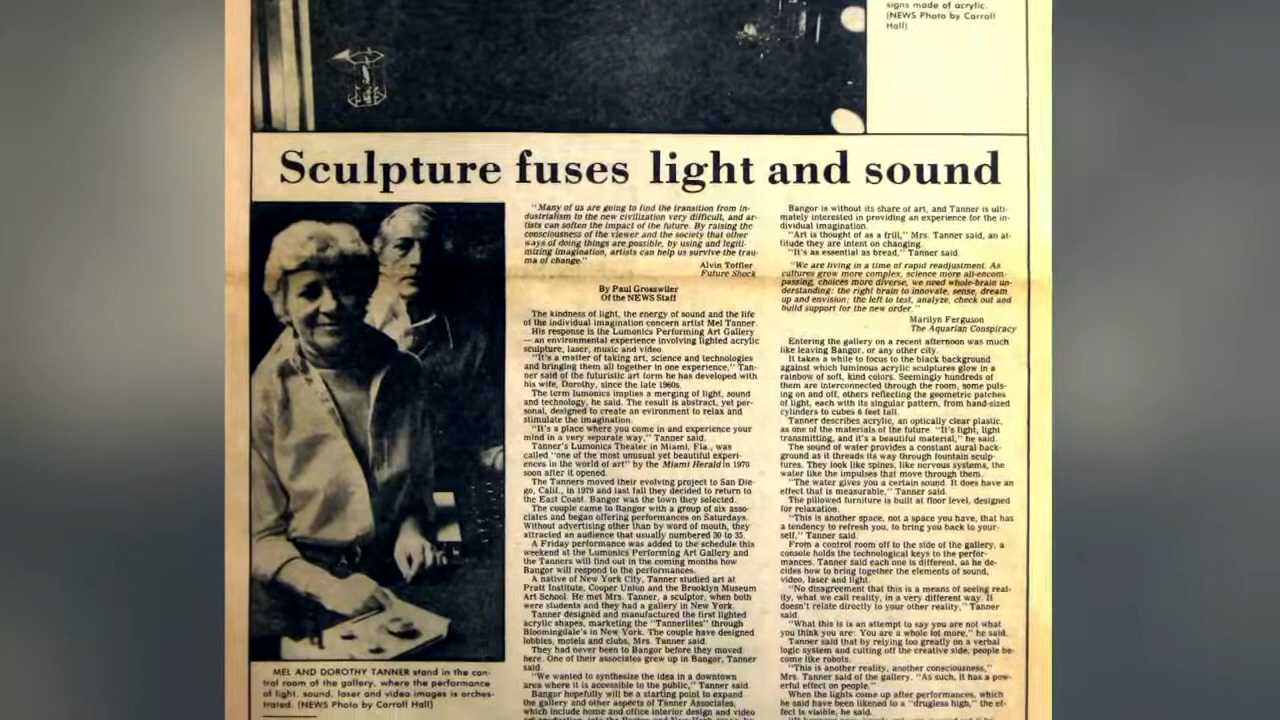 signs made of acrylic.
(NEWS Photo by Carroll
Hall)
Sculpture fuses light and sound
MEL AND DOROTHY TANNER stand in the con-
trol room of the gallery, where the performance
of light, sound, laser and video images is orches-
trated. (NEWS Photo by Carroll Hall)
"Many of us are going to find the transition from in-
dustrialism to the new civilization very difficult, and ar-
tists can soften the impact of the future. By raising the
consciousness of the viewer and the society that other
ways of doing things are possible, by using and legiti-
mizing imagination, artists can help us survive the trau-
ma of change."
Alvin Toffler
Future Shock
By Paul Grosswiler
Of the NEWS Staff
The kindness of light, the energy of sound and the life
of the individual imagination concern artist Mel Tanner.
His response is the Lumonics Performing Art Gallery
— an environmental experience involving lighted acrylic
sculpture, laser, music and video.
"It's a matter of taking art, science and technologies
and bringing them all together in one experience," Tan-
ner said of the futuristic art form he has developed with
his wife, Dorothy, since the late 1960s.
The term lumonics implies a merging of light, sound
and technology, he said. The result is abstract, yet per-
sonal, designed to create an evironment to relax and
stimulate the imagination.
"It's a place where you come in and experience your
mind in a very separate way," Tanner said.
Tanner's Lumonics Theater in Miami, Fla., was
called "one of the most unusual yet beautiful experi-
ences in the world of art" by the Miami Herald in 1970
soon after it opened.
The Tanners moved their evolving project to San Die-
go, Calif., in 1979 and last fall they decided to return to
the East Coast. Bangor was the town they selected.
The couple came to Bangor with a group of six asso-
ciates and began offering performances on Saturdays.
Without advertising other than by word of mouth, they
attracted an audience that usually numbered 30 to 35.
A Friday performance was added to the schedule this
weekend at the Lumonics Performing Art Gallery and
the Tanners will find out in the coming months how
Bangor will respond to the performances.
A native of New York City, Tanner studied art at
Pratt Institute, Cooper Union and the Brooklyn Museum
Art School. He met Mrs. Tanner, a sculptor, when both
were students and they had a gallery in New York.
Tanner designed and manufactured the first lighted
acrylic shapes, marketing the "Tannerlites" through
Bloomingdale's in New York. The couple have designed
lobbies, motels and clubs, Mrs. Tanner said.
They had never been to Bangor before they moved
here. One of their associates grew up in Bangor, Tanner
said.
"We wanted to synthesize the idea in a downtown
area where it is accessible to the public," Tanner said.
Bangor hopefully will be a starting point to expand
the gallery and other aspects of Tanner Associates,
which include home and office interior design and video
Bangor is without its share of art, and Tanner is ulti-
mately interested in providing an experience for the in-
dividual imagination.
"Art is thought of as a frill," Mrs. Tanner said, an at-
titude they are intent on changing.
"It's as essential as bread," Tanner said.
"We are living in a time of rapid readjustment. As
cultures grow more complex, science more all-encom-
passing, choices more diverse, we need whole-brain un-
derstanding: the right brain to innovate, sense, dream
up and envision; the left to test, analyze, check out and
build support for the new order."
Marilyn Ferguson
The Aquarian Conspiracy
Entering the gallery on a recent afternoon was much
like leaving Bangor, or any other city.
It takes a while to focus to the black background
against which luminous acrylic sculptures glow in a
rainbow of soft, kind colors. Seemingly hundreds of
them are interconnected through the room, some puls-
ing on and off, others reflecting the geometric patches
of light, each with its singular pattern, from hand-sized
cylinders to cubes 6 feet tall.
Tanner describes acrylic, an optically clear plastic,
as one of the materials of the future. "It's light, light
transmitting, and it's a beautiful material," he said.
The sound of water provides a constant aural back-
ground as it threads its way through fountain sculp-
tures. They look like spines, like nervous systems, the
water like the impulses that move through them.
"The water gives you a certain sound. It does have an
effect that is measurable," Tanner said.
The pillowed furniture is built at floor level, designed
for relaxation.
"This is another space, not a space you have, that has
a tendency to refresh you, to bring you back to your-
self," Tanner said.
From a control room off to the side of the gallery, a
console holds the technological keys to the perfor-
mances. Tanner said each one is different, as he de-
cides how to bring together the elements of sound,
video, laser and light.
"No disagreement that this is a means of seeing real-
ity, what we call reality, in a very different way. It
doesn't relate directly to your other reality," Tanner
said.
"What this is is an attempt to say you are not what
you think you are: You are a whole lot more," he said.
Tanner said that by relying too greatly on a verbal
logic system and cutting off the creative side, people be-
come like robots.
"This is another reality, another consciousness,"
Mrs. Tanner said of the gallery. "As such, it has a pow-
erful effect on people."
When the lights come up after performances, which
he said have been likened to a "drugless high," the ef-
fect is visible, he said.